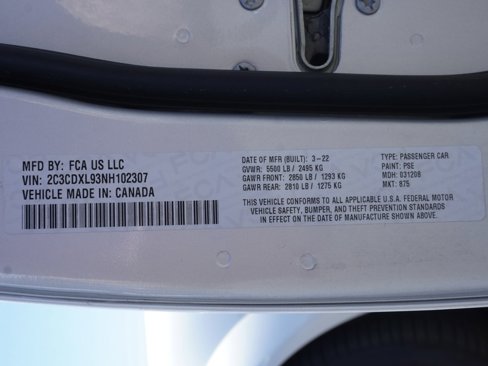 MFD BY: FCA US LLC
VIN: 2C3CDXL93NH102307
VEHICLE MADE IN: CANADA
DATE OF MFR (BUILT): 3-22
GVWR: 5500 LB / 2495 KG
GAWR FRONT: 2850 LB / 1293 KG
GAWR REAR: 2810 LB / 1275 KG
TYPE: PASSENGER CAR
PAINT: PSE
MDH: 031208
MKT: 875
THIS VEHICLE CONFORMS TO ALL APPLICABLE U.S.A. FEDERAL MOTOR
VEHICLE SAFETY, BUMPER, AND THEFT PREVENTION STANDARDS
IN EFFECT ON THE DATE OF MANUFACTURE SHOWN ABOVE.